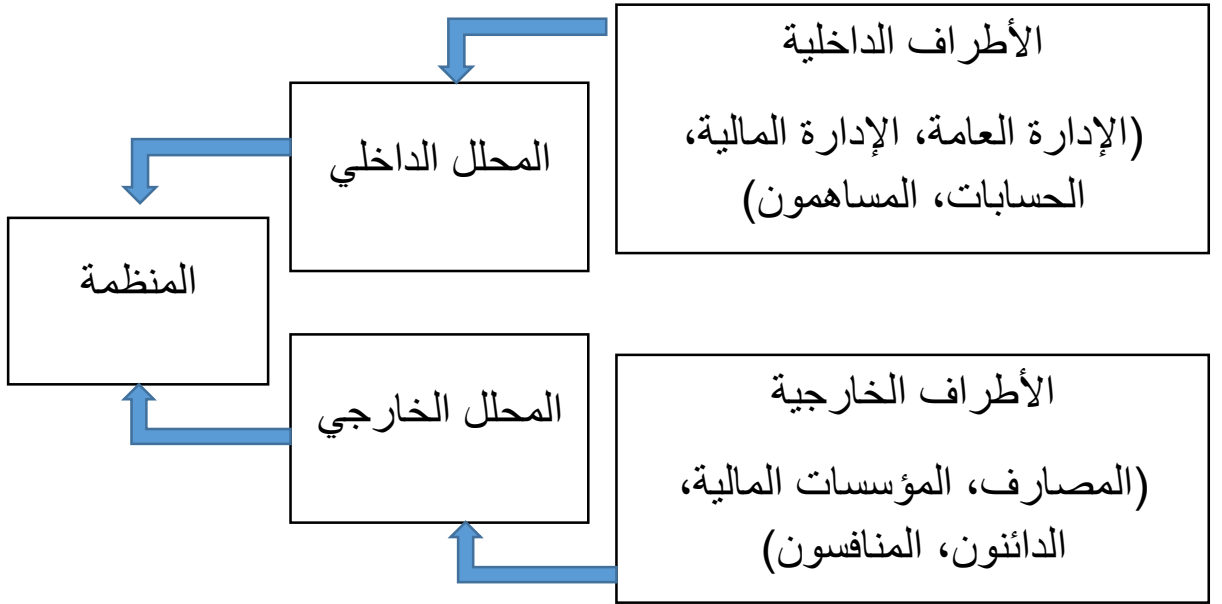 الأطراف الداخلية
(الإدارة العامة، الإدارة المالية،
الحسابات، المساهمون)
المحلل الداخلي
المنظمة
الأطراف الخارجية
(المصارف، المؤسسات المالية،
الدائنون، المنافسون)
المحلل الخارجي